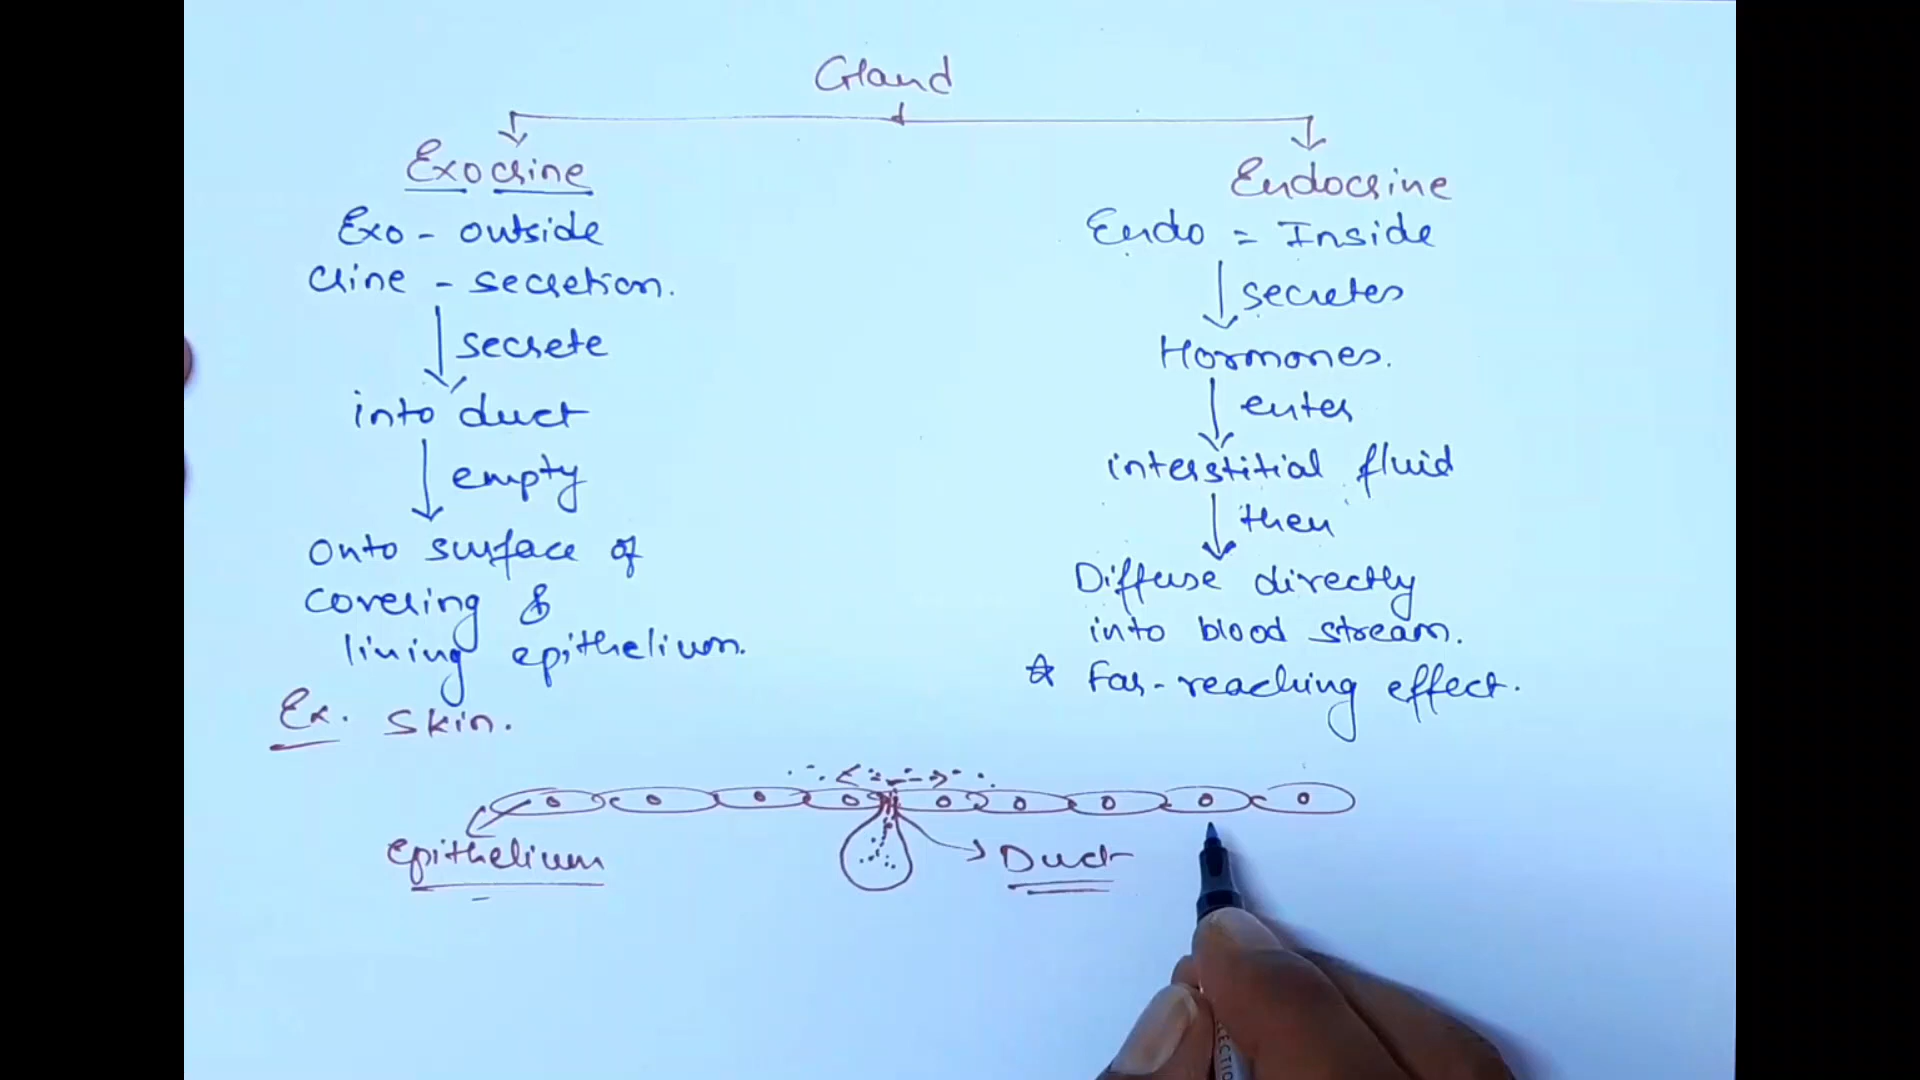 Gland
Exocrine
Exo - outside
crine - secretion.
secrete
into duct
empty
Onto surface of
covering &
lining epithelium.
Ex. Skin.
Endocrine
Endo = Inside
secretes
Hormones.
enter
interstitial fluid
then
Diffuse directly
into blood stream.
☆ Far-reaching effect.
Epithelium
Duct